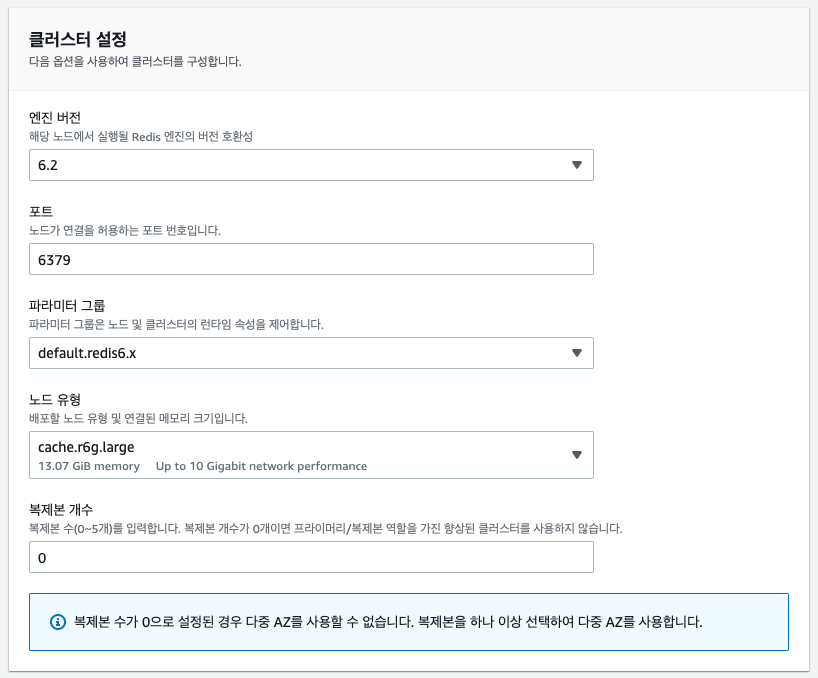 클러스터 설정
다음 옵션을 사용하여 클러스터를 구성합니다.
엔진 버전
해당 노드에서 실행될 Redis 엔진의 버전 호환성
6.2
포트
노드가 연결을 허용하는 포트 번호입니다.
6379
파라미터 그룹
파라미터 그룹은 노드 및 클러스터의 런타임 속성을 제어합니다.
default.redis6.x
노드 유형
배포할 노드 유형 및 연결된 메모리 크기입니다.
cache.r6g.large
13.07 GiB memory Up to 10 Gigabit network performance
복제본 개수
복제본 수(0~5개)를 입력합니다. 복제본 개수가 0개이면 프라이머리/복제본 역할을 가진 향상된 클러스터를 사용하지 않습니다.
0
복제본 수가 0으로 설정된 경우 다중 AZ를 사용할 수 없습니다. 복제본을 하나 이상 선택하여 다중 AZ를 사용합니다.